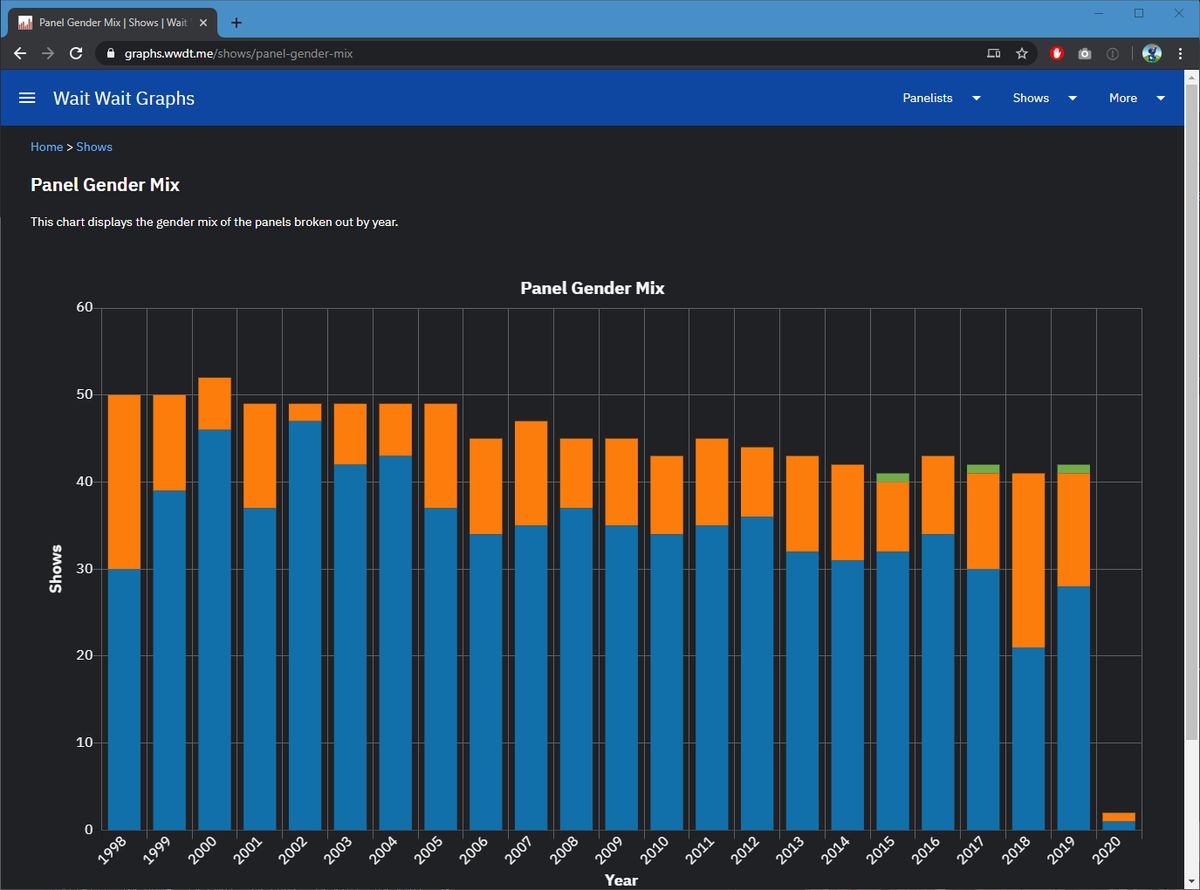 Panel Gender Mix | Shows | Wait
graphs.wwdt.me/shows/panel-gender-mix
Wait Wait Graphs
Panelists
Shows
More
Home > Shows
Panel Gender Mix
This chart displays the gender mix of the panels broken out by year.
Panel Gender Mix
60
50
40
30
20
10
0
Shows
1998
1999
2000
2001
2002
2003
2004
2005
2006
2007
2008
2009
2010
2011
2012
2013
2014
2015
2016
2017
2018
2019
2020
Year